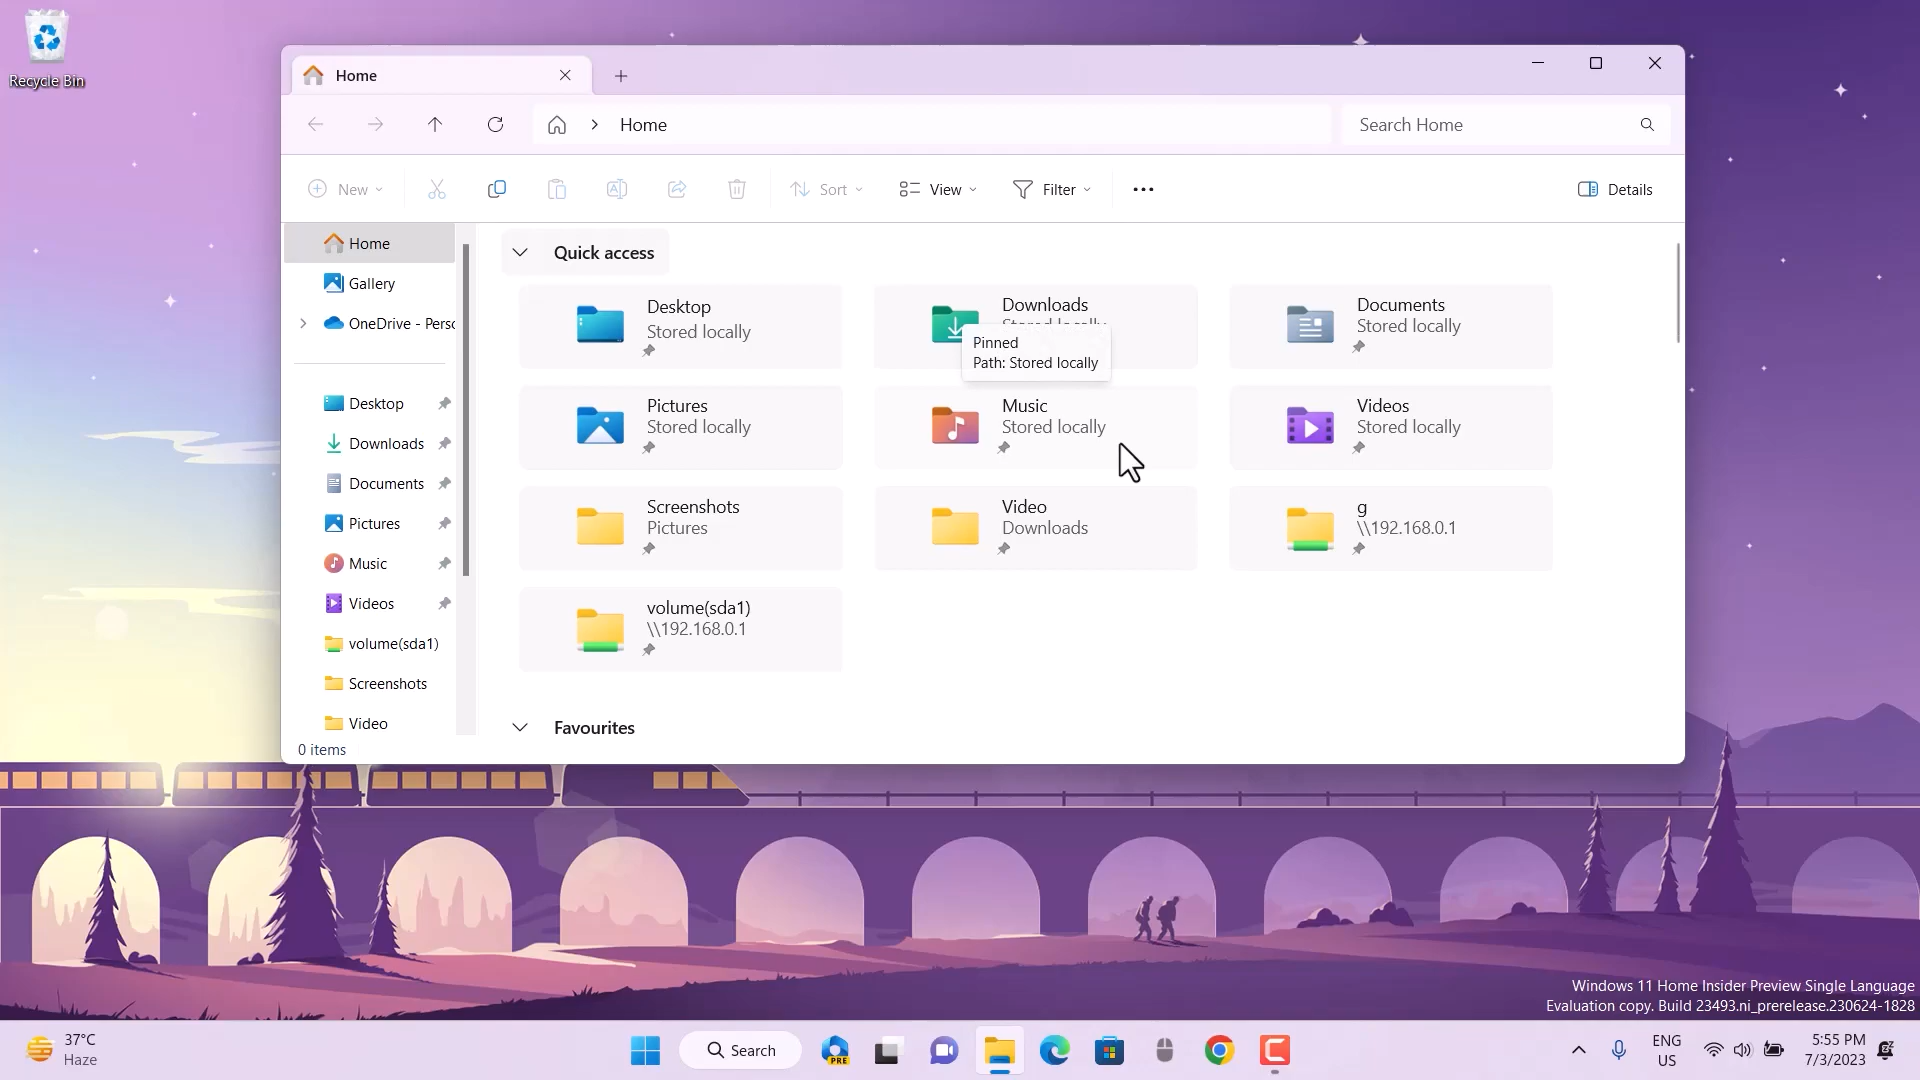 Recycle Bin
Home
Home
Search Home
New
Sort
View
Filter
Details
Home
Gallery
OneDrive - Perso
Desktop
Downloads
Documents
Pictures
Music
Videos
volume(sda1)
Screenshots
Video
0 items
Quick access
Desktop
Stored locally
Downloads
Stored locally
Pinned
Path: Stored locally
Documents
Stored locally
Pictures
Stored locally
Music
Stored locally
Videos
Stored locally
Screenshots
Pictures
Video
Downloads
g
\\192.168.0.1
volume(sda1)
\\192.168.0.1
Favourites
Windows 11 Home Insider Preview Single Language
Evaluation copy. Build 23493.ni_prerelease.230624-1828
37°C
Haze
Search
PRE
ENG
US
5:55 PM
7/3/2023